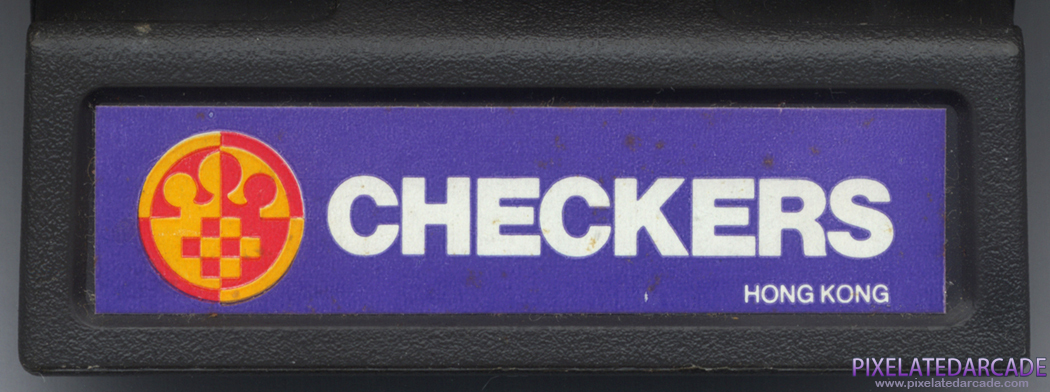 CHECKERS
HONG KONG
PIXELATEDARCADE
www.pixelatedarcade.com